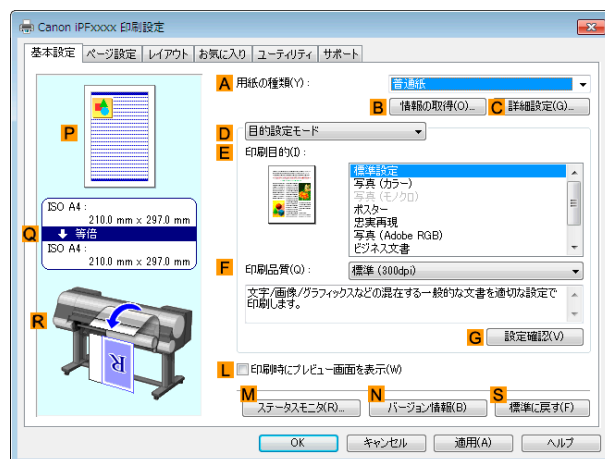 Canon iPFxxxx 印刷設定
基本設定 ページ設定 レイアウト お気に入り ユーティリティ サポート
A 用紙の種類(Y): 普通紙
B 情報の取得(O)... C 詳細設定(G)...
P
D 目的設定モード
E 印刷目的(I):
標準設定
写真 (カラー)
写真 (モノクロ)
ポスター
忠実再現
写真 (Adobe RGB)
ビジネス文書
ISO A4:
210.0 mm x 297.0 mm
Q 等倍
ISO A4:
210.0 mm x 297.0 mm
F 印刷品質(Q): 標準 (300dpi)
文字/画像/グラフィックスなどの混在する一般的な文書を適切な設定で
印刷します。
R
G 設定確認(V)
L 印刷時にプレビュー画面を表示(W)
M N S
ステータスモニタ(R)... バージョン情報(B) 標準に戻す(F)
OK キャンセル 適用(A) ヘルプ